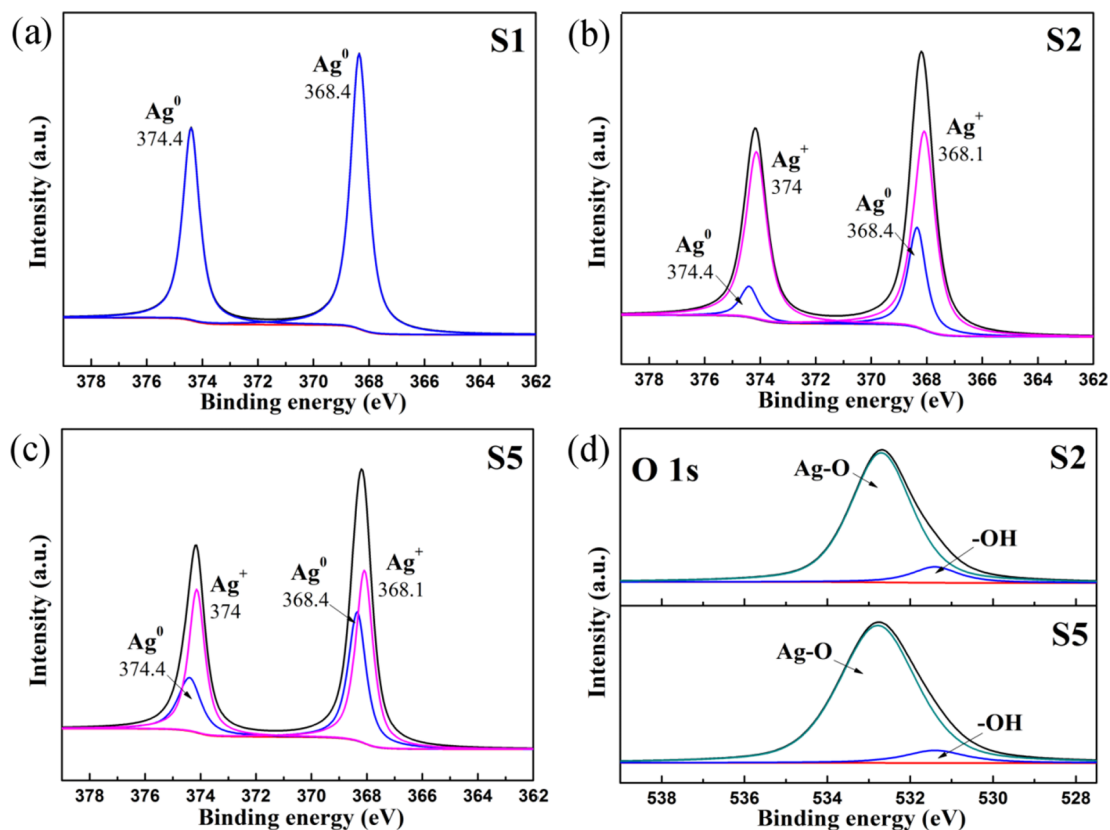 (a)
S1
Ag⁰
374.4
Ag⁰
368.4
Intensity (a.u.)
378 376 374 372 370 368 366 364 362
Binding energy (eV)
(b)
S2
Ag⁰
374.4
Ag⁺
374
Ag⁰
368.4
Ag⁺
368.1
Intensity (a.u.)
378 376 374 372 370 368 366 364 362
Binding energy (eV)
(c)
S5
Ag⁰
374.4
Ag⁺
374
Ag⁰
368.4
Ag⁺
368.1
Intensity (a.u.)
378 376 374 372 370 368 366 364 362
Binding energy (eV)
(d)
O 1s
S2
Ag-O
-OH
S5
Ag-O
-OH
Intensity (a.u.)
538 536 534 532 530 528
Binding energy (eV)